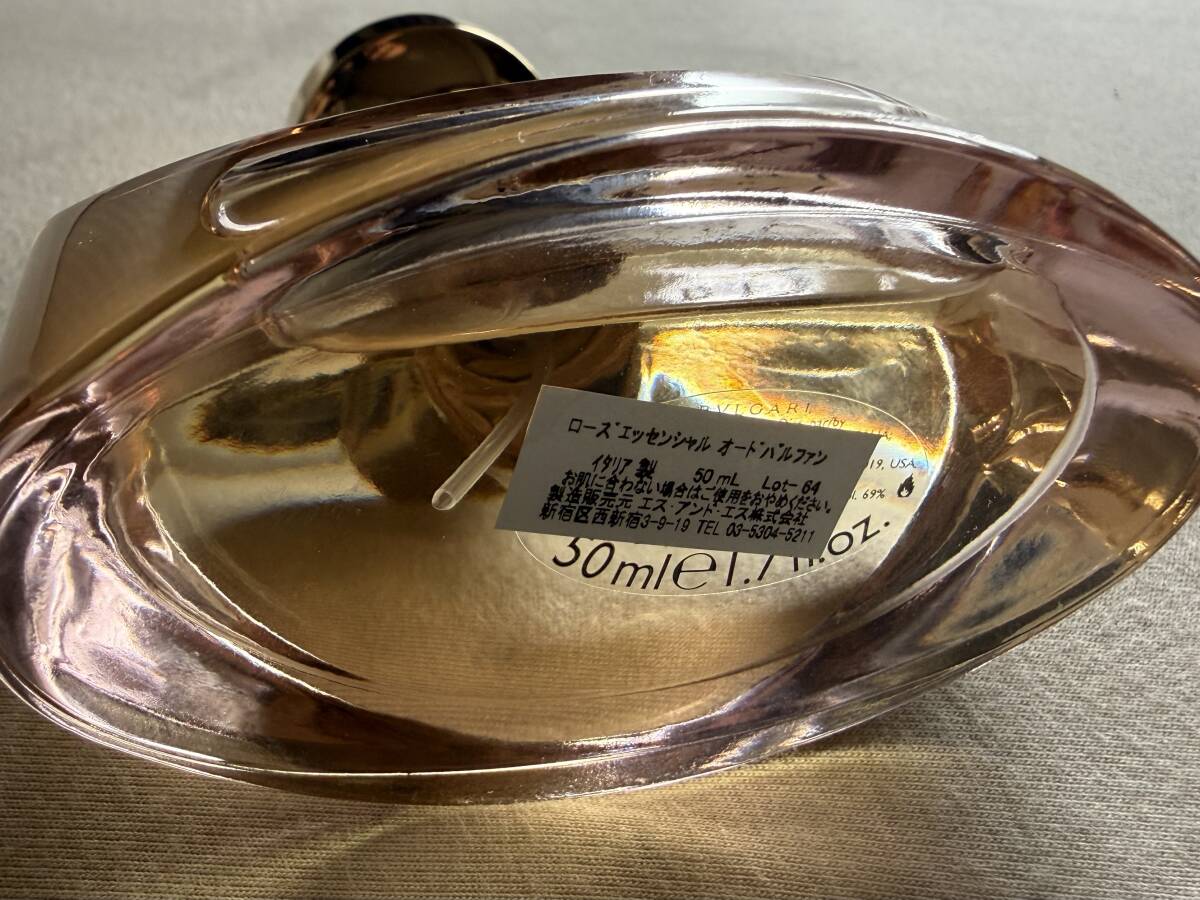 BVLGARI
par/by
019, USA.
l. 69%
ローズエッセンシャル オードパルファン
イタリア製 50mL Lot-64
お肌に合わない場合はご使用をおやめください。
製造販売元 エス・アンド・エス株式会社
新宿区西新宿3-9-19 TEL 03-5304-5211
50ml℮1.7fl.oz.